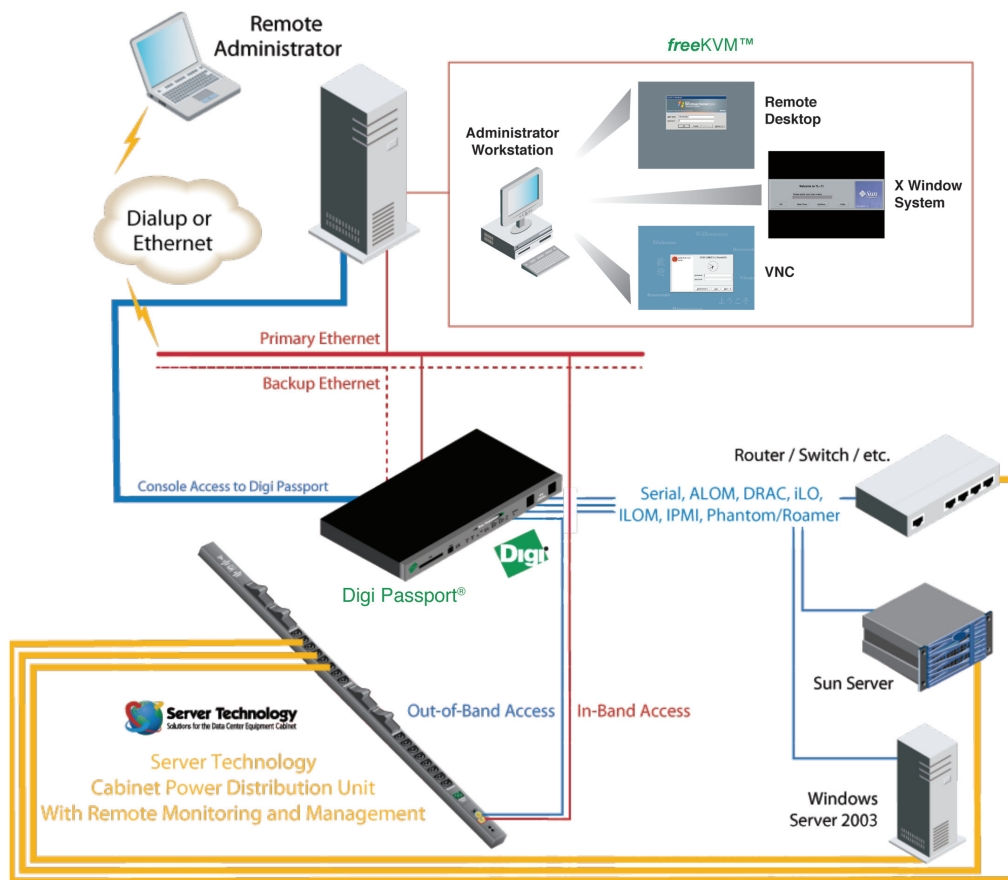 Remote
Administrator
freeKVM™
Administrator
Workstation
Remote
Desktop
X Window
System
Sun
VNC
Dialup or
Ethernet
Primary Ethernet
Backup Ethernet
Console Access to Digi Passport
Router / Switch / etc.
Serial, ALOM, DRAC, iLO,
ILOM, IPMI, Phantom/Roamer
Digi
Digi Passport®
Sun Server
Out-of-Band Access
In-Band Access
Server Technology
Solutions for the Data Center Equipment Cabinet
Server Technology
Cabinet Power Distribution Unit
With Remote Monitoring and Management
Windows
Server 2003